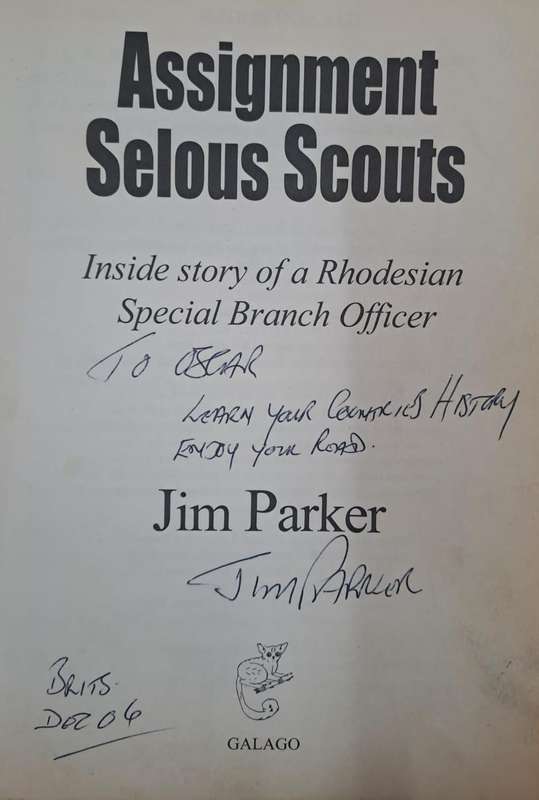 Assignment
Selous Scouts
Inside story of a Rhodesian
Special Branch Officer
TO OSCAR
LEARN YOUR COUNTRIES HISTORY
ENJOY YOUR ROAD.
Jim Parker
JIM PARKER
BRITS.
DEC 06
GALAGO